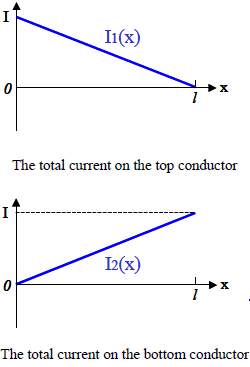 I
I1(x)
0
l
x
The total current on the top conductor
I
I2(x)
0
l
x
The total current on the bottom conductor